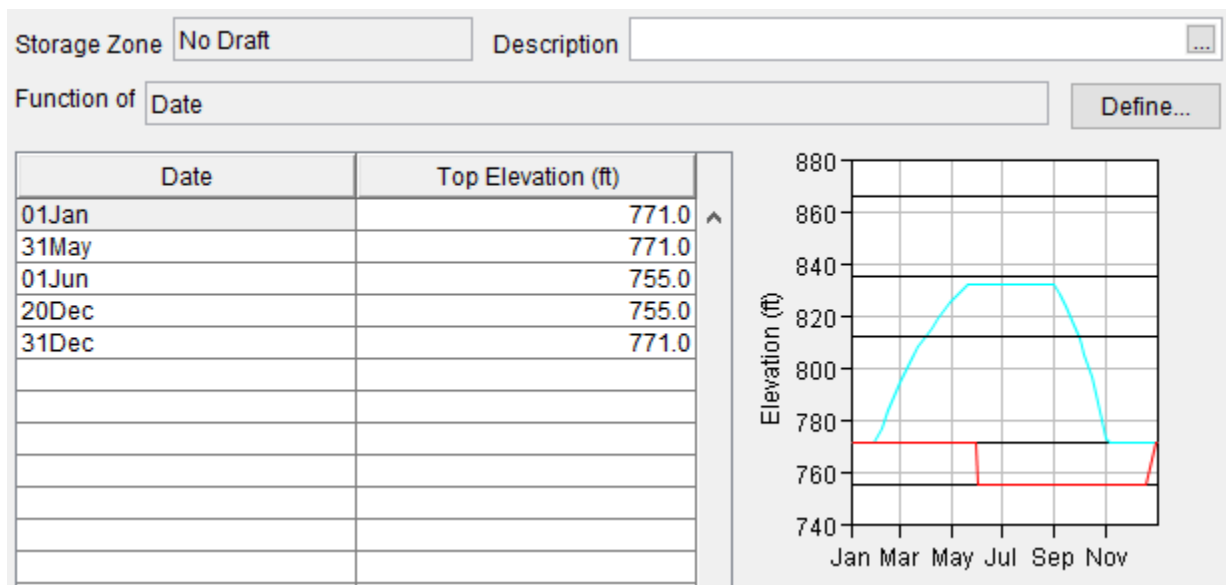 Storage Zone No Draft Description ...
Function of Date Define...
Date Top Elevation (ft)
01Jan 771.0
31May 771.0
01Jun 755.0
20Dec 755.0
31Dec 771.0
Elevation (ft)
880
860
840
820
800
780
760
740
Jan Mar May Jul Sep Nov